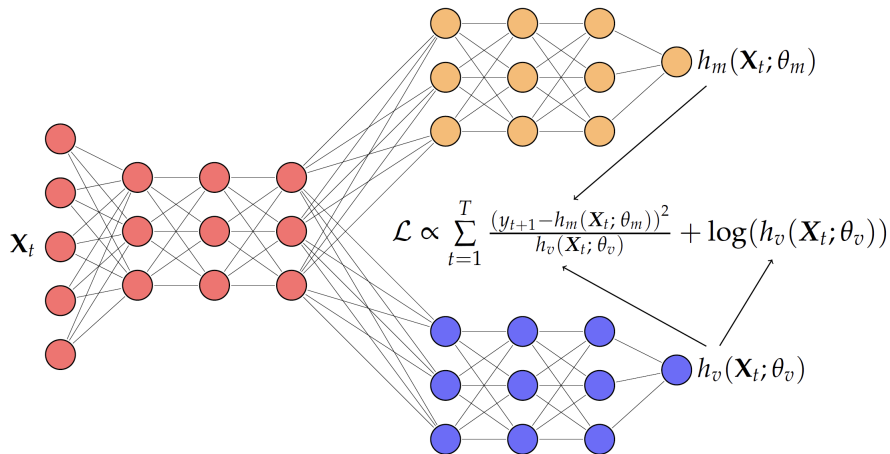 h_m(X_t; θ_m)
X_t
ℒ ∝ ∑_{t=1}^{T} (y_{t+1}−h_m(X_t; θ_m))^2 / h_v(X_t; θ_v) + log(h_v(X_t; θ_v))
h_v(X_t; θ_v)